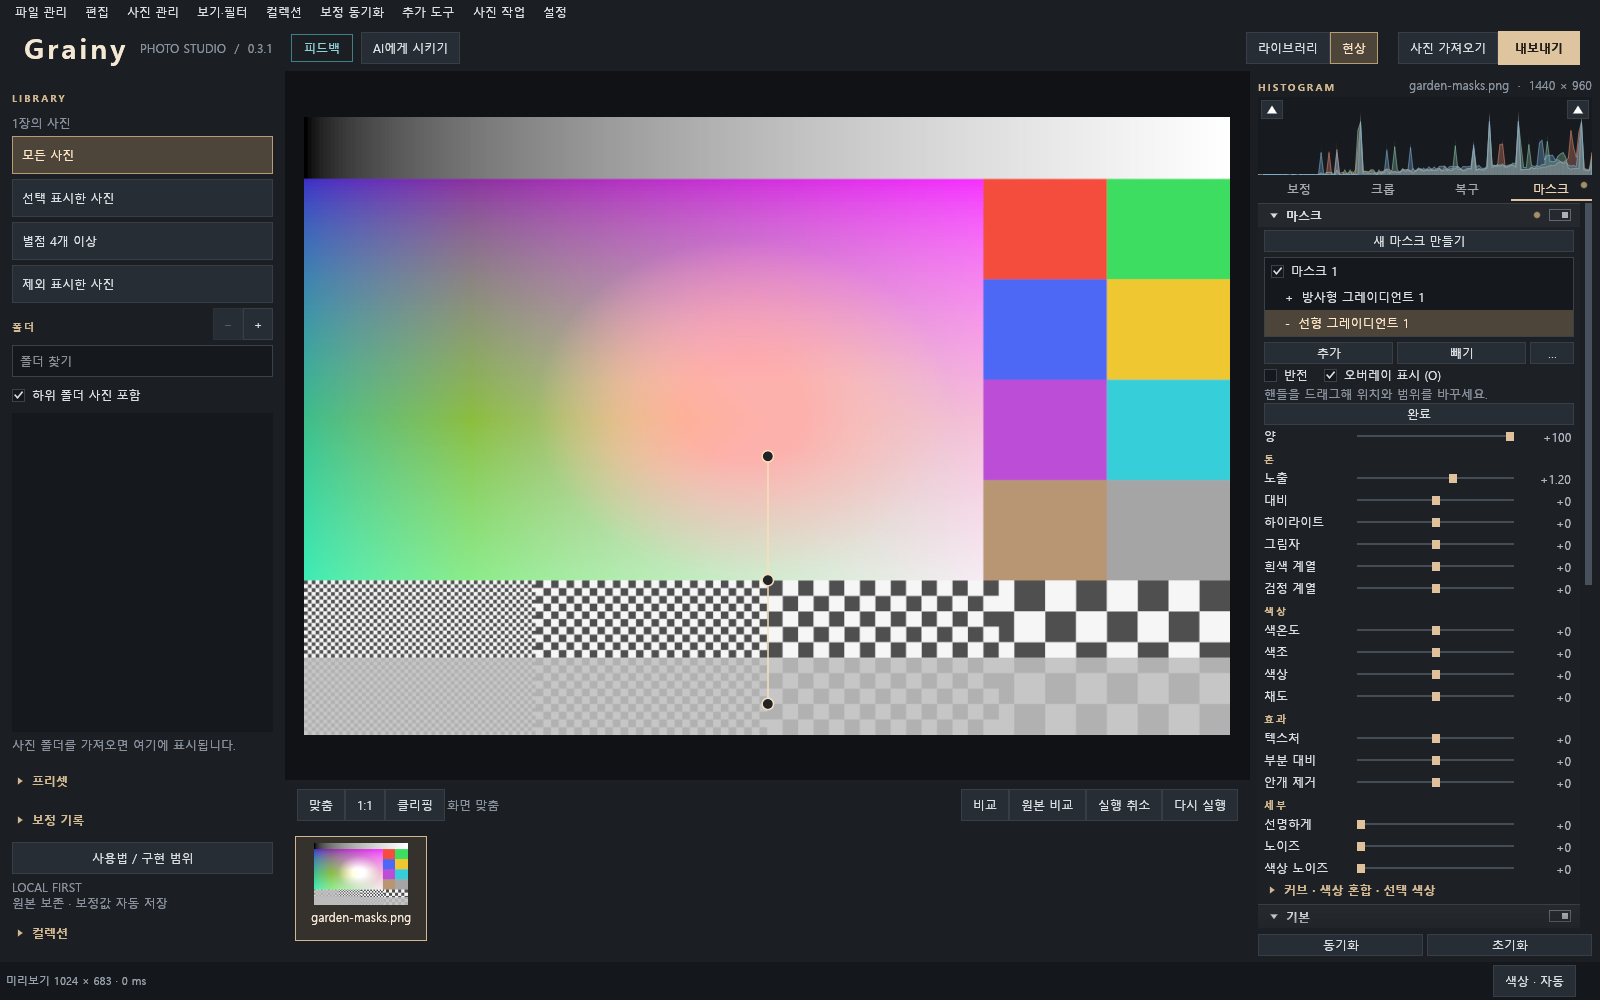 파일 관리 편집 사진 관리 보기·필터 컬렉션 보정 동기화 추가 도구 사진 작업 설정
Grainy PHOTO STUDIO / 0.3.1 피드백 AI에게 시키기 라이브러리 현상 사진 가져오기 내보내기
LIBRARY
1장의 사진
모든 사진
선택 표시한 사진
별점 4개 이상
제외 표시한 사진
폴더 − +
폴더 찾기
하위 폴더 사진 포함
사진 폴더를 가져오면 여기에 표시됩니다.
프리셋
보정 기록
사용법 / 구현 범위
LOCAL FIRST
원본 보존 · 보정값 자동 저장
컬렉션
맞춤 1:1 클리핑 화면 맞춤 비교 원본 비교 실행 취소 다시 실행
garden-masks.png
HISTOGRAM garden-masks.png · 1440 × 960
보정 크롭 복구 마스크
마스크
새 마스크 만들기
마스크 1
+ 방사형 그레이디언트 1
- 선형 그레이디언트 1
추가 빼기 ...
반전 오버레이 표시 (O)
핸들을 드래그해 위치와 범위를 바꾸세요.
완료
양 +100
톤
노출 +1.20
대비 +0
하이라이트 +0
그림자 +0
흰색 계열 +0
검정 계열 +0
색상
색온도 +0
색조 +0
색상 +0
채도 +0
효과
텍스처 +0
부분 대비 +0
안개 제거 +0
세부
선명하게 +0
노이즈 +0
색상 노이즈 +0
커브 · 색상 혼합 · 선택 색상
기본
동기화 초기화
미리보기 1024 × 683 · 0 ms 색상 · 자동